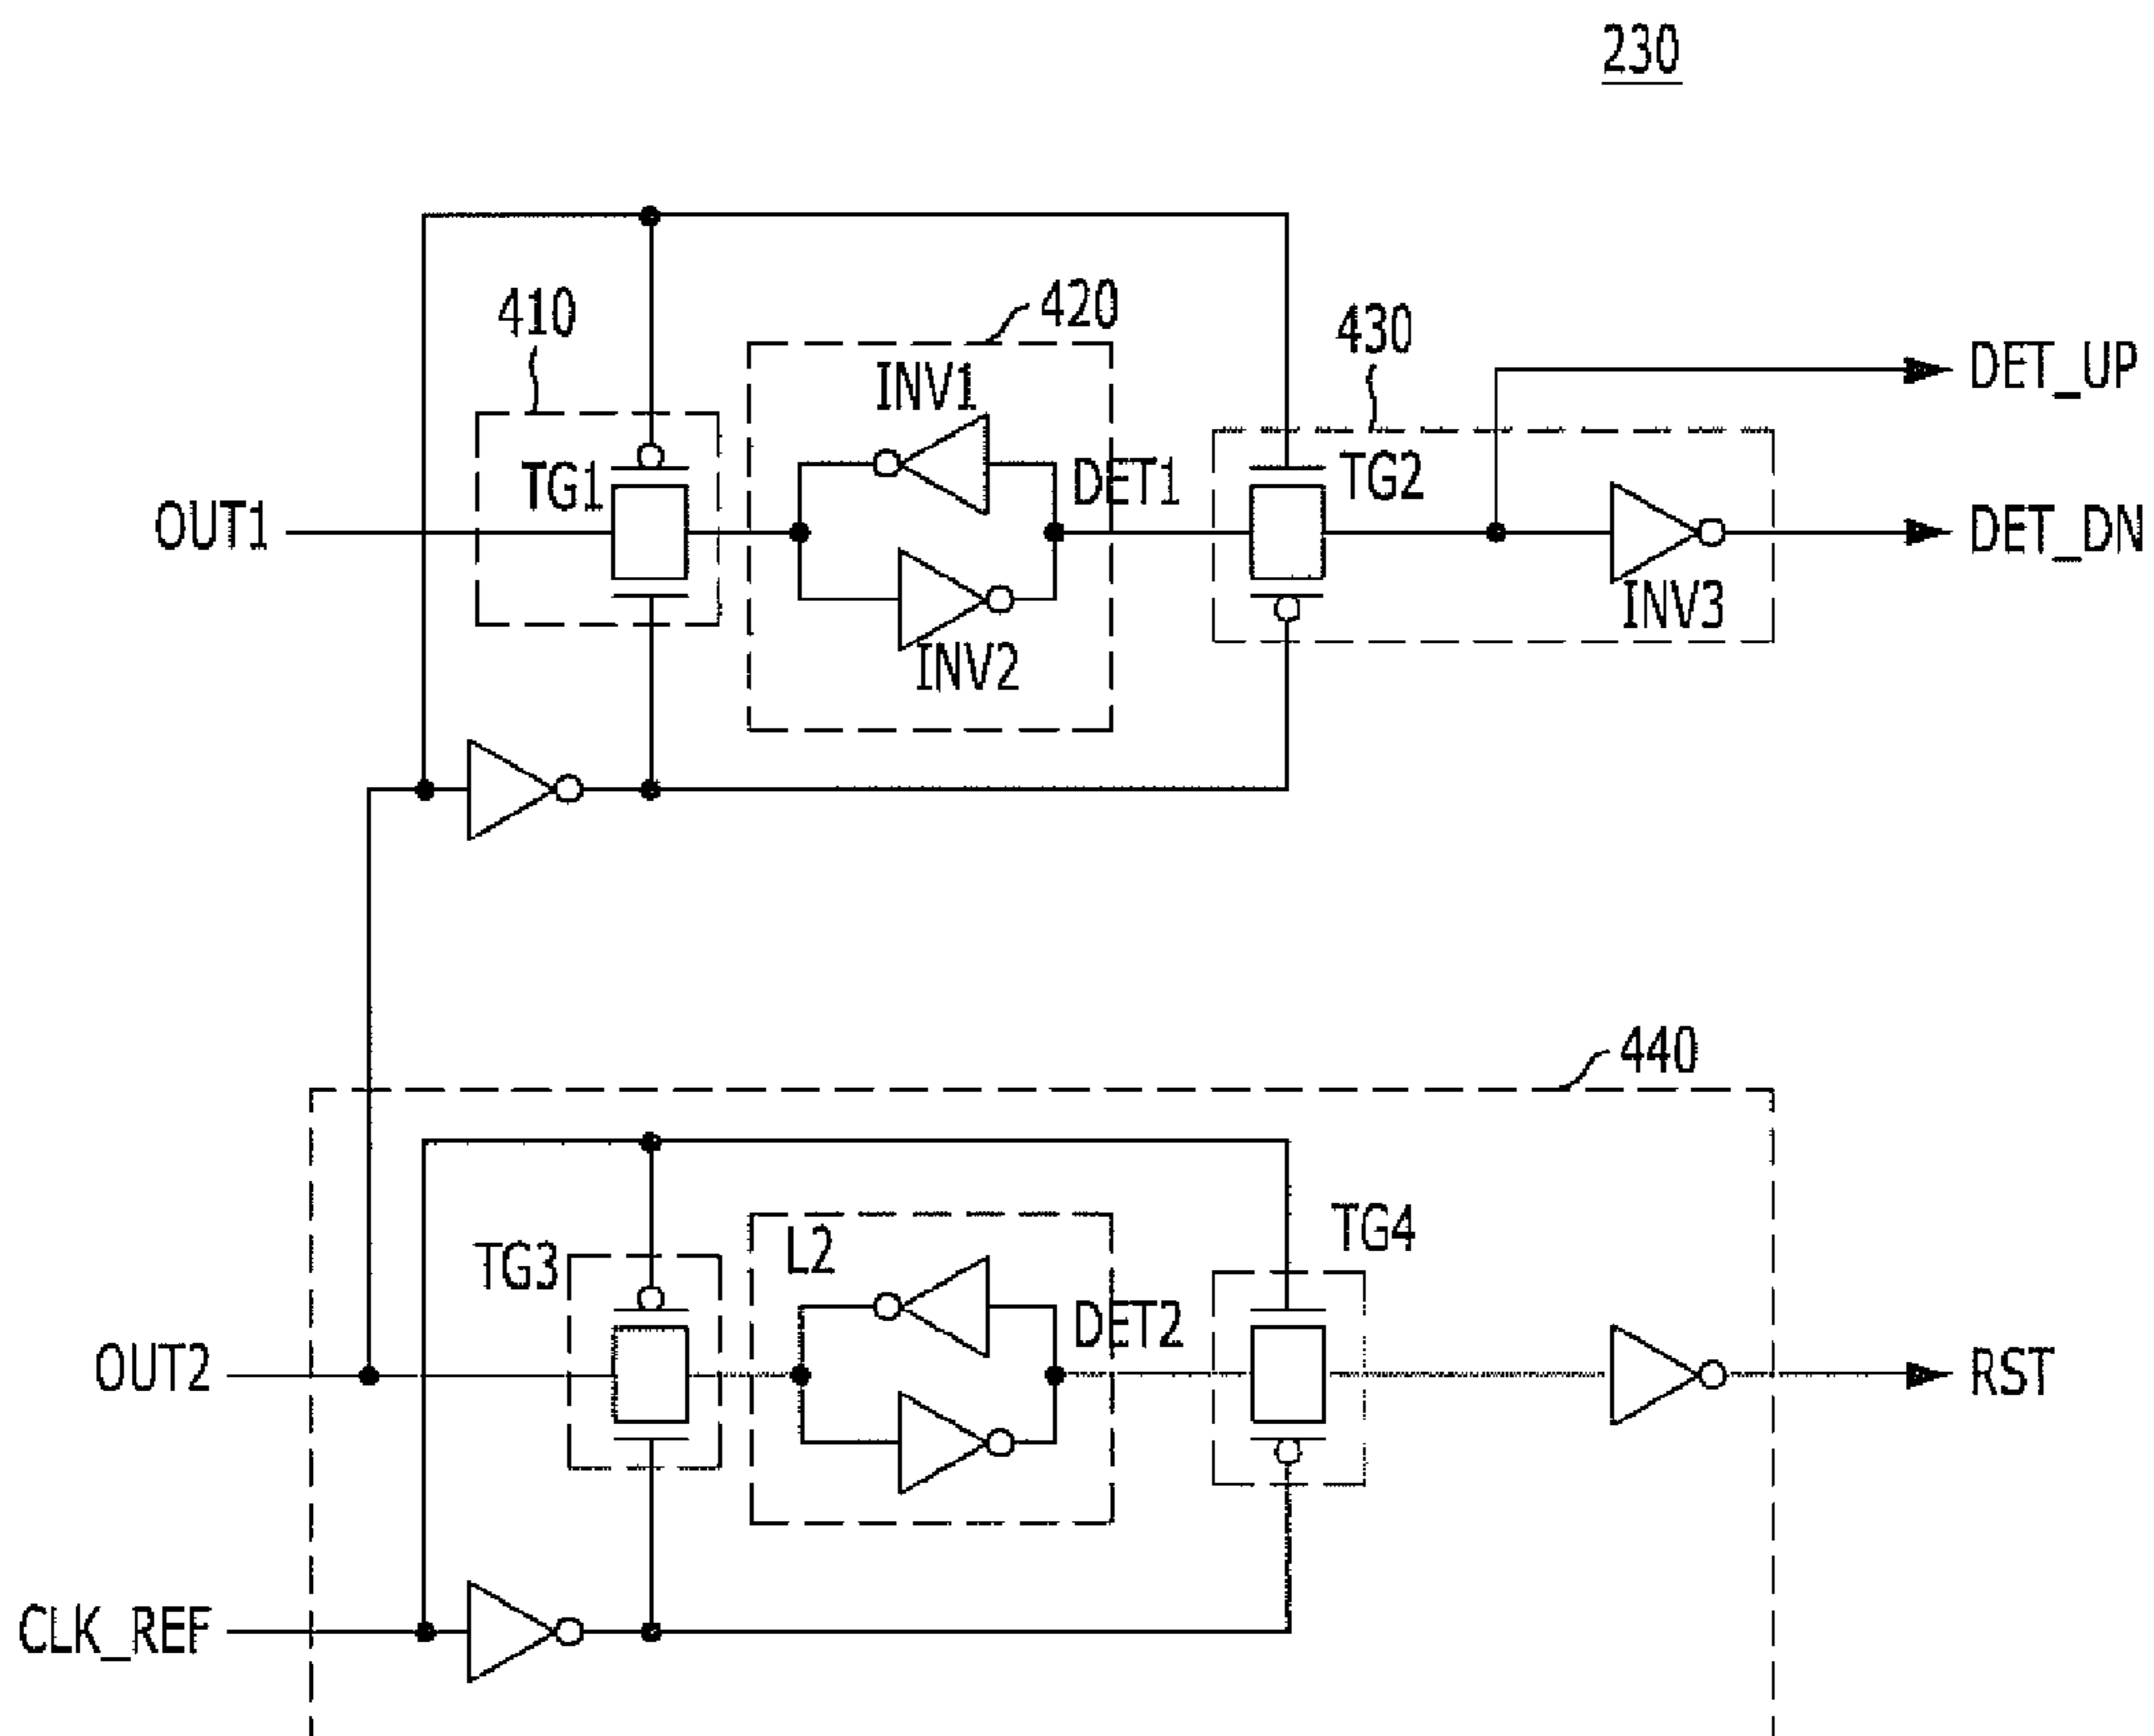 230
410
420
430
INV1
DET_UP
TG1
DET1
TG2
OUT1
DET_DN
INV3
INV2
440
L2
TG4
TG3
DET2
OUT2
RST
CLK_REF